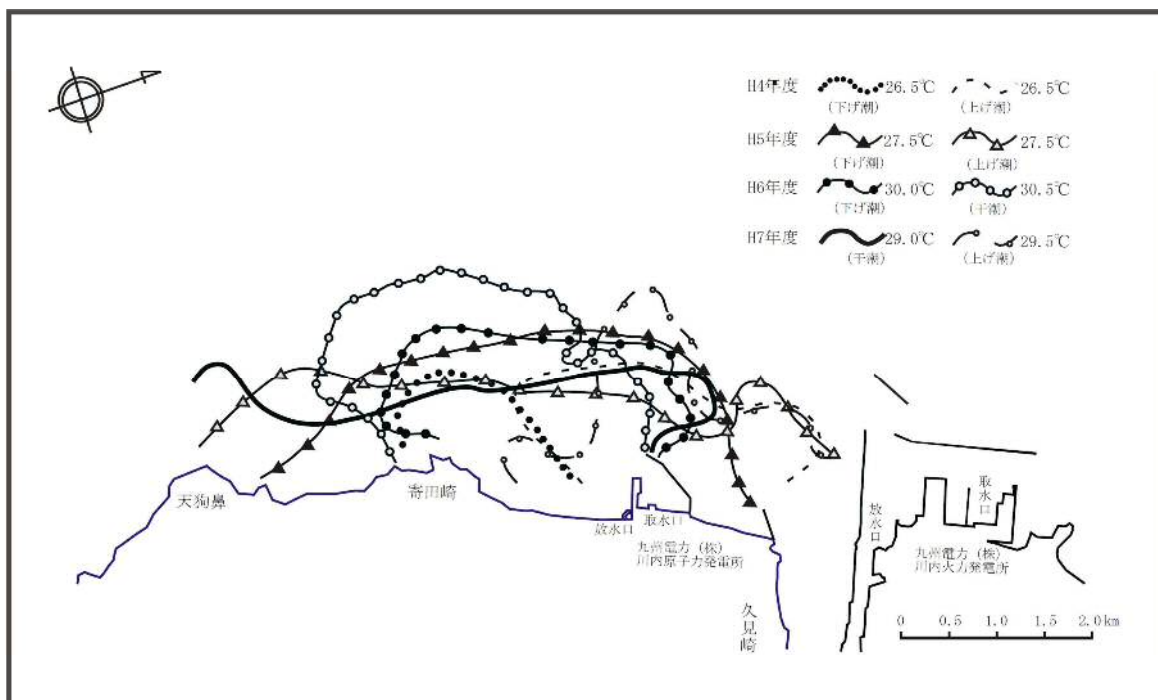 H4年度 26.5℃ 26.5℃
(下げ潮) (上げ潮)
H5年度 27.5℃ 27.5℃
(下げ潮) (上げ潮)
H6年度 30.0℃ 30.5℃
(下げ潮) (干潮)
H7年度 29.0℃ 29.5℃
(干潮) (上げ潮)
天狗鼻
寄田崎
放水口
取水口
九州電力(株)
川内原子力発電所
久見崎
放水口
取水口
九州電力(株)
川内火力発電所
0 0.5 1.0 1.5 2.0km